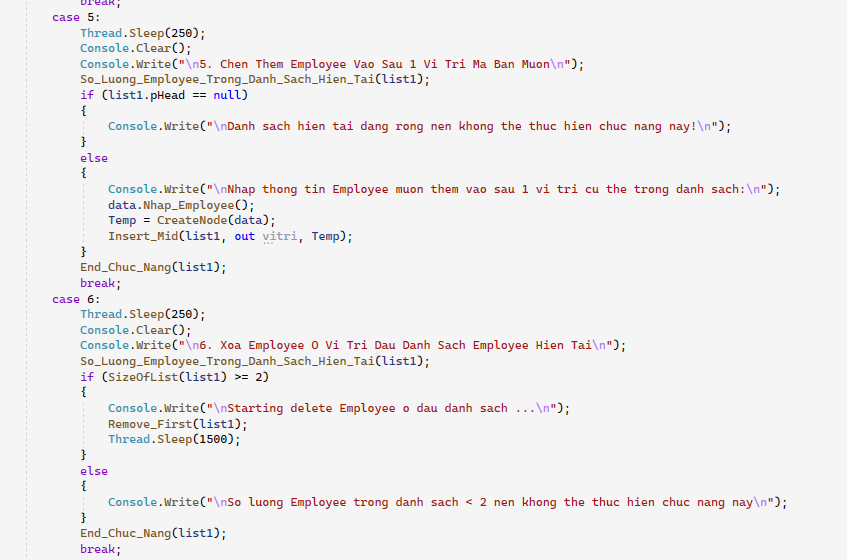 break;
case 5:
Thread.Sleep(250);
Console.Clear();
Console.Write("\n5. Chen Them Employee Vao Sau 1 Vi Tri Ma Ban Muon\n");
So_Luong_Employee_Trong_Danh_Sach_Hien_Tai(list1);
if (list1.pHead == null)
{
Console.Write("\nDanh sach hien tai dang rong nen khong the thuc hien chuc nang nay!\n");
}
else
{
Console.Write("\nNhap thong tin Employee muon them vao sau 1 vi tri cu the trong danh sach:\n");
data.Nhap_Employee();
Temp = CreateNode(data);
Insert_Mid(list1, out vitri, Temp);
}
End_Chuc_Nang(list1);
break;
case 6:
Thread.Sleep(250);
Console.Clear();
Console.Write("\n6. Xoa Employee O Vi Tri Dau Danh Sach Employee Hien Tai\n");
So_Luong_Employee_Trong_Danh_Sach_Hien_Tai(list1);
if (SizeOfList(list1) >= 2)
{
Console.Write("\nStarting delete Employee o dau danh sach ...\n");
Remove_First(list1);
Thread.Sleep(1500);
}
else
{
Console.Write("\nSo luong Employee trong danh sach < 2 nen khong the thuc hien chuc nang nay\n");
}
End_Chuc_Nang(list1);
break;